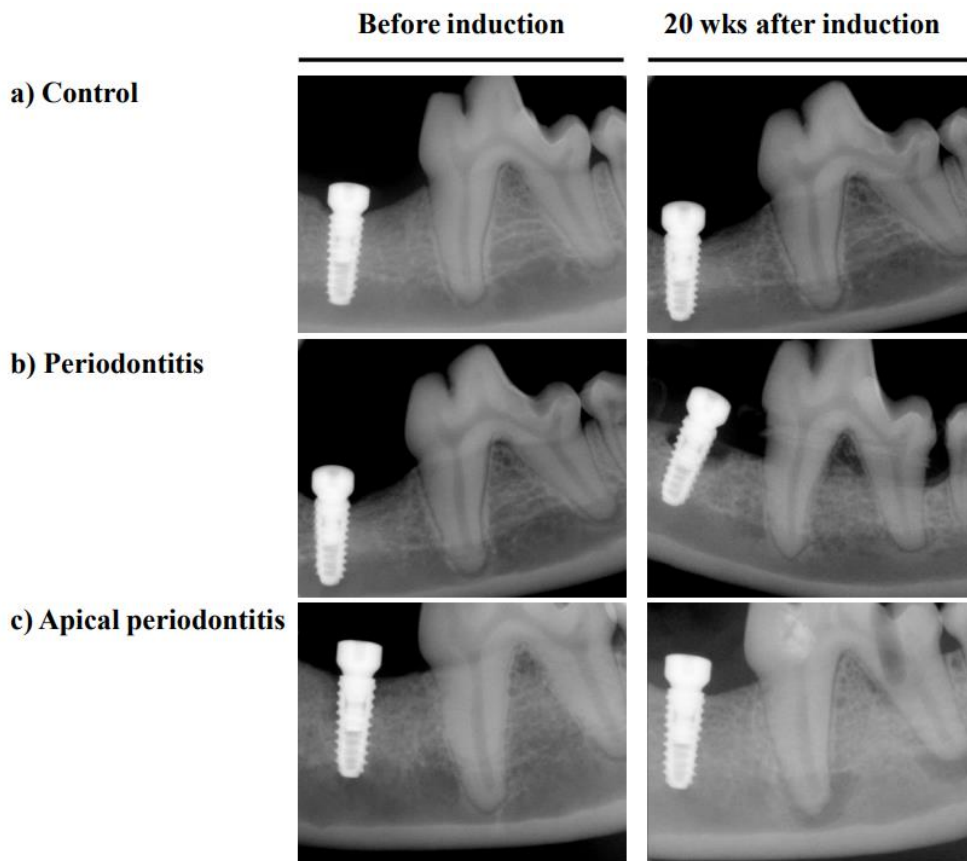 Before induction
20 wks after induction
a) Control
b) Periodontitis
c) Apical periodontitis